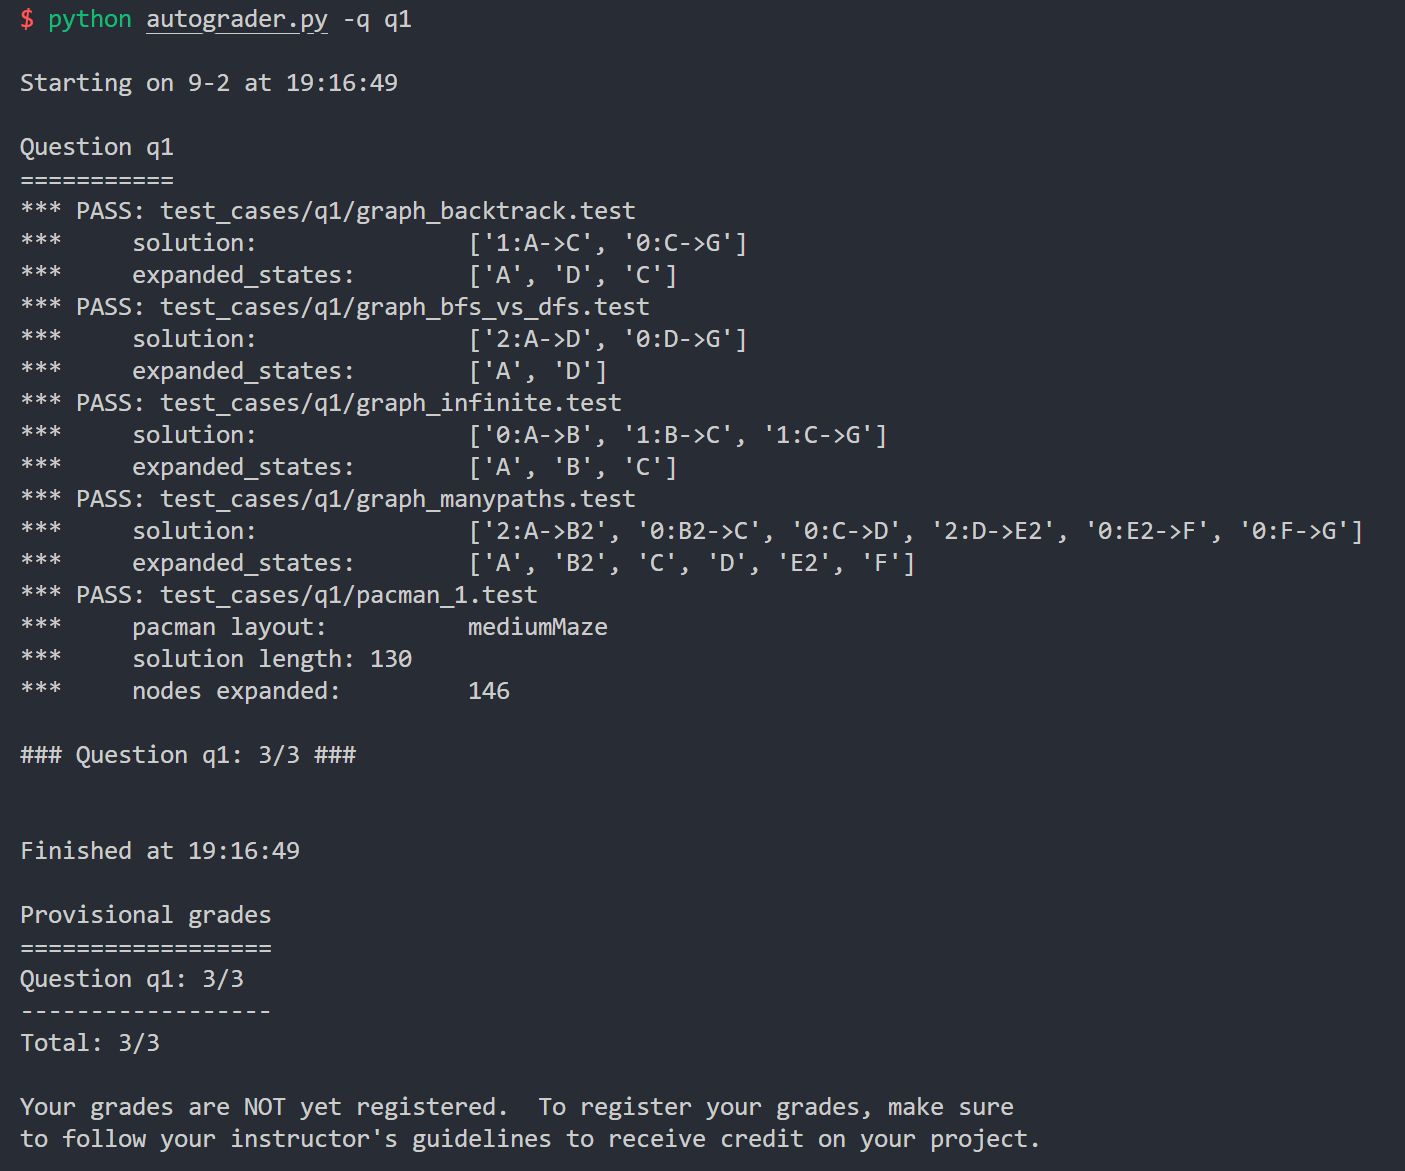 $ python autograder.py -q q1
Starting on 9-2 at 19:16:49
Question q1
===========
*** PASS: test_cases/q1/graph_backtrack.test
***     solution:               ['1:A->C', '0:C->G']
***     expanded_states:        ['A', 'D', 'C']
*** PASS: test_cases/q1/graph_bfs_vs_dfs.test
***     solution:               ['2:A->D', '0:D->G']
***     expanded_states:        ['A', 'D']
*** PASS: test_cases/q1/graph_infinite.test
***     solution:               ['0:A->B', '1:B->C', '1:C->G']
***     expanded_states:        ['A', 'B', 'C']
*** PASS: test_cases/q1/graph_manypaths.test
***     solution:               ['2:A->B2', '0:B2->C', '0:C->D', '2:D->E2', '0:E2->F', '0:F->G']
***     expanded_states:        ['A', 'B2', 'C', 'D', 'E2', 'F']
*** PASS: test_cases/q1/pacman_1.test
***     pacman layout:          mediumMaze
***     solution length: 130
***     nodes expanded:         146
### Question q1: 3/3 ###
Finished at 19:16:49
Provisional grades
==================
Question q1: 3/3
------------------
Total: 3/3
Your grades are NOT yet registered.  To register your grades, make sure
to follow your instructor's guidelines to receive credit on your project.